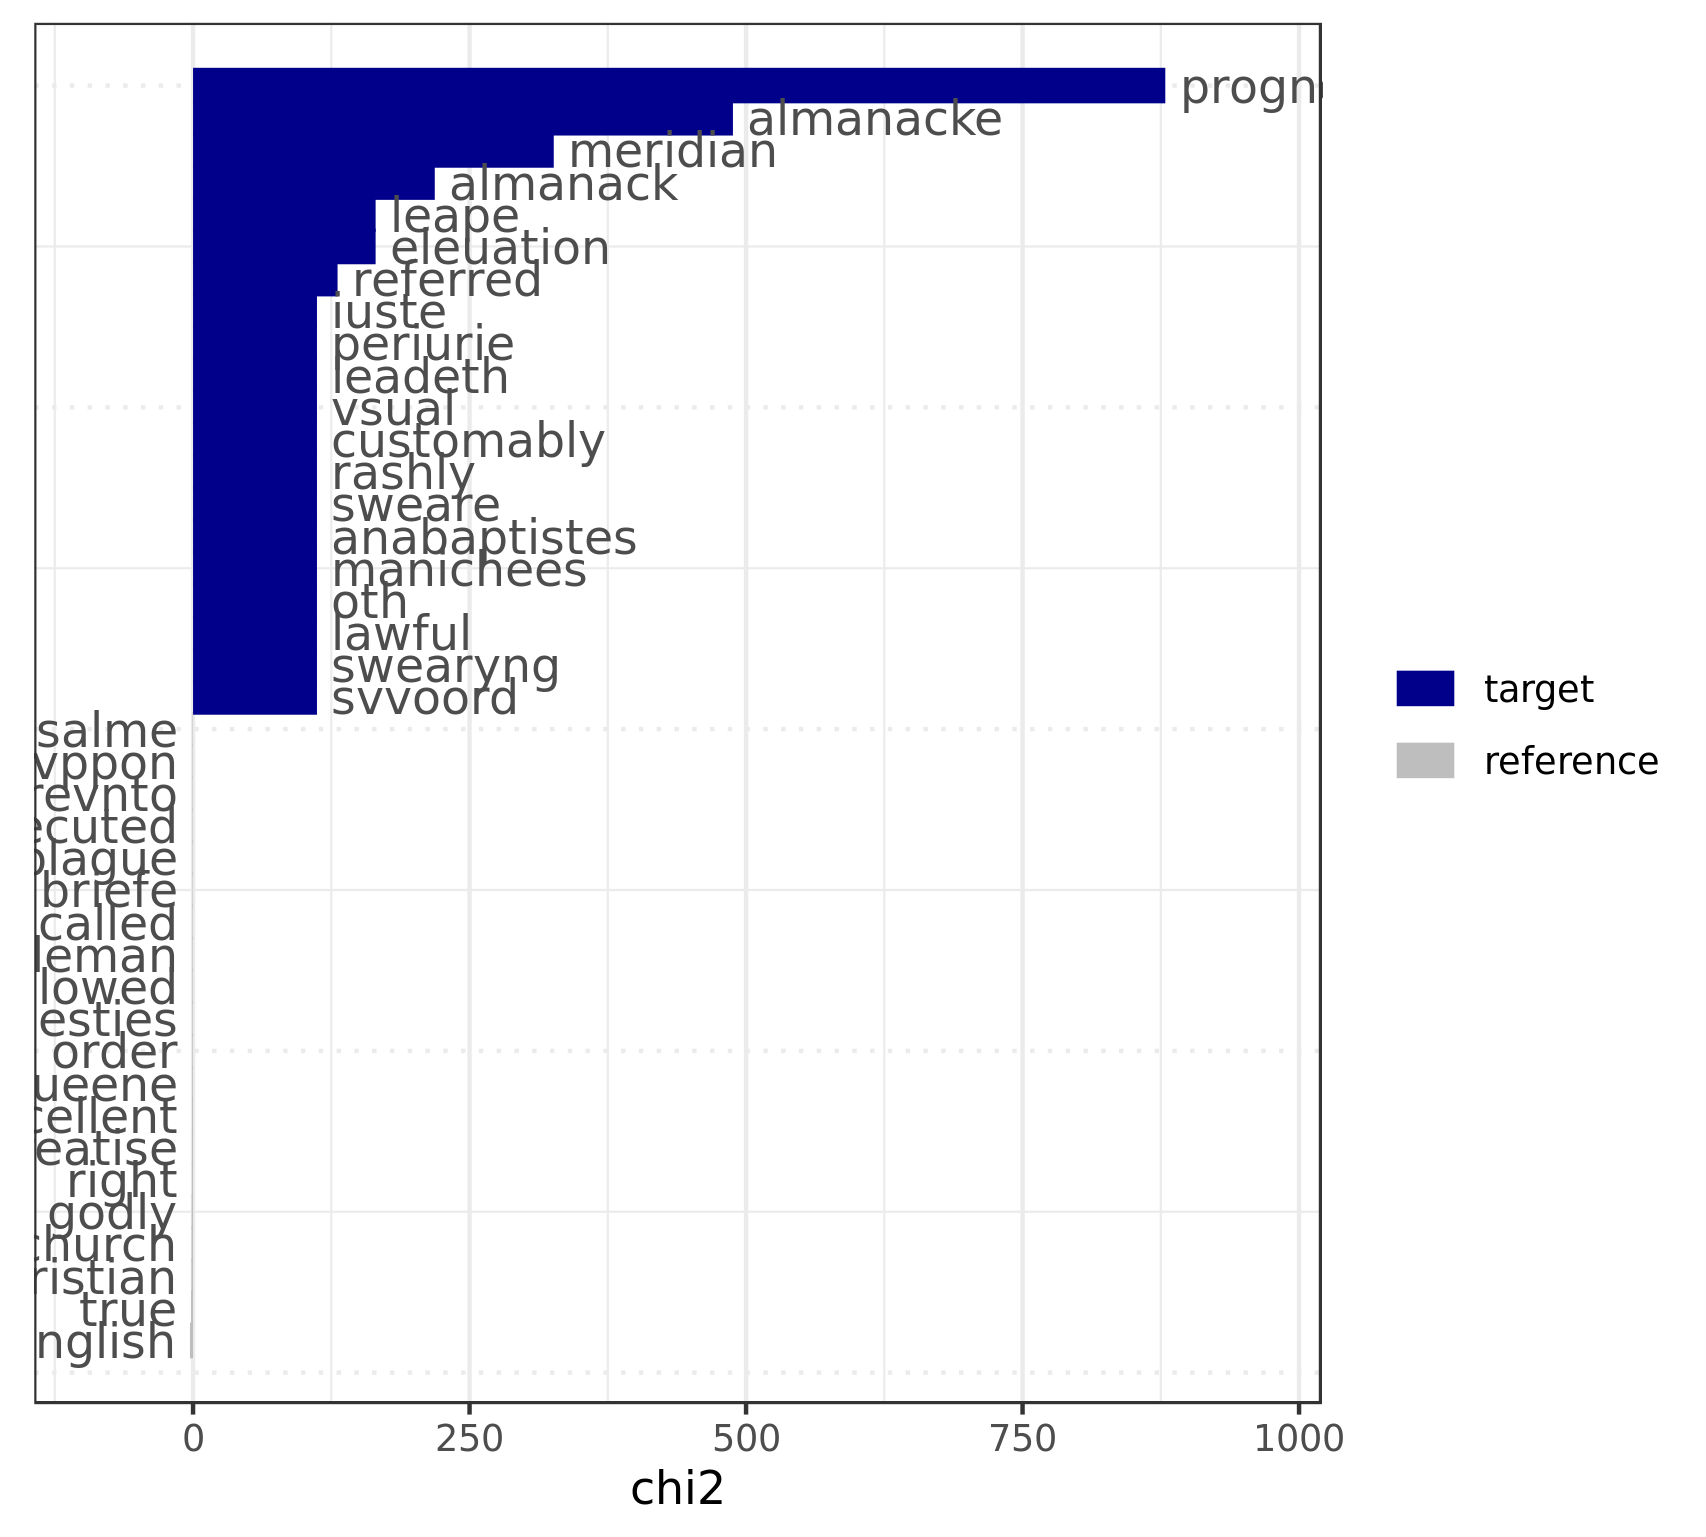 progn
almanacke
meridian
almanack
leape
eleuation
referred
iuste
periurie
leadeth
vsual
customably
rashly
sweare
anabaptistes
manichees
oth
lawful
swearyng
svvoord
salme
vppon
revnto
ecuted
plague
briefe
called
leman
lowed
esties
order
ueene
cellent
eatise
right
godly
church
ristian
true
nglish
target
reference
0 250 500 750 1000
chi2